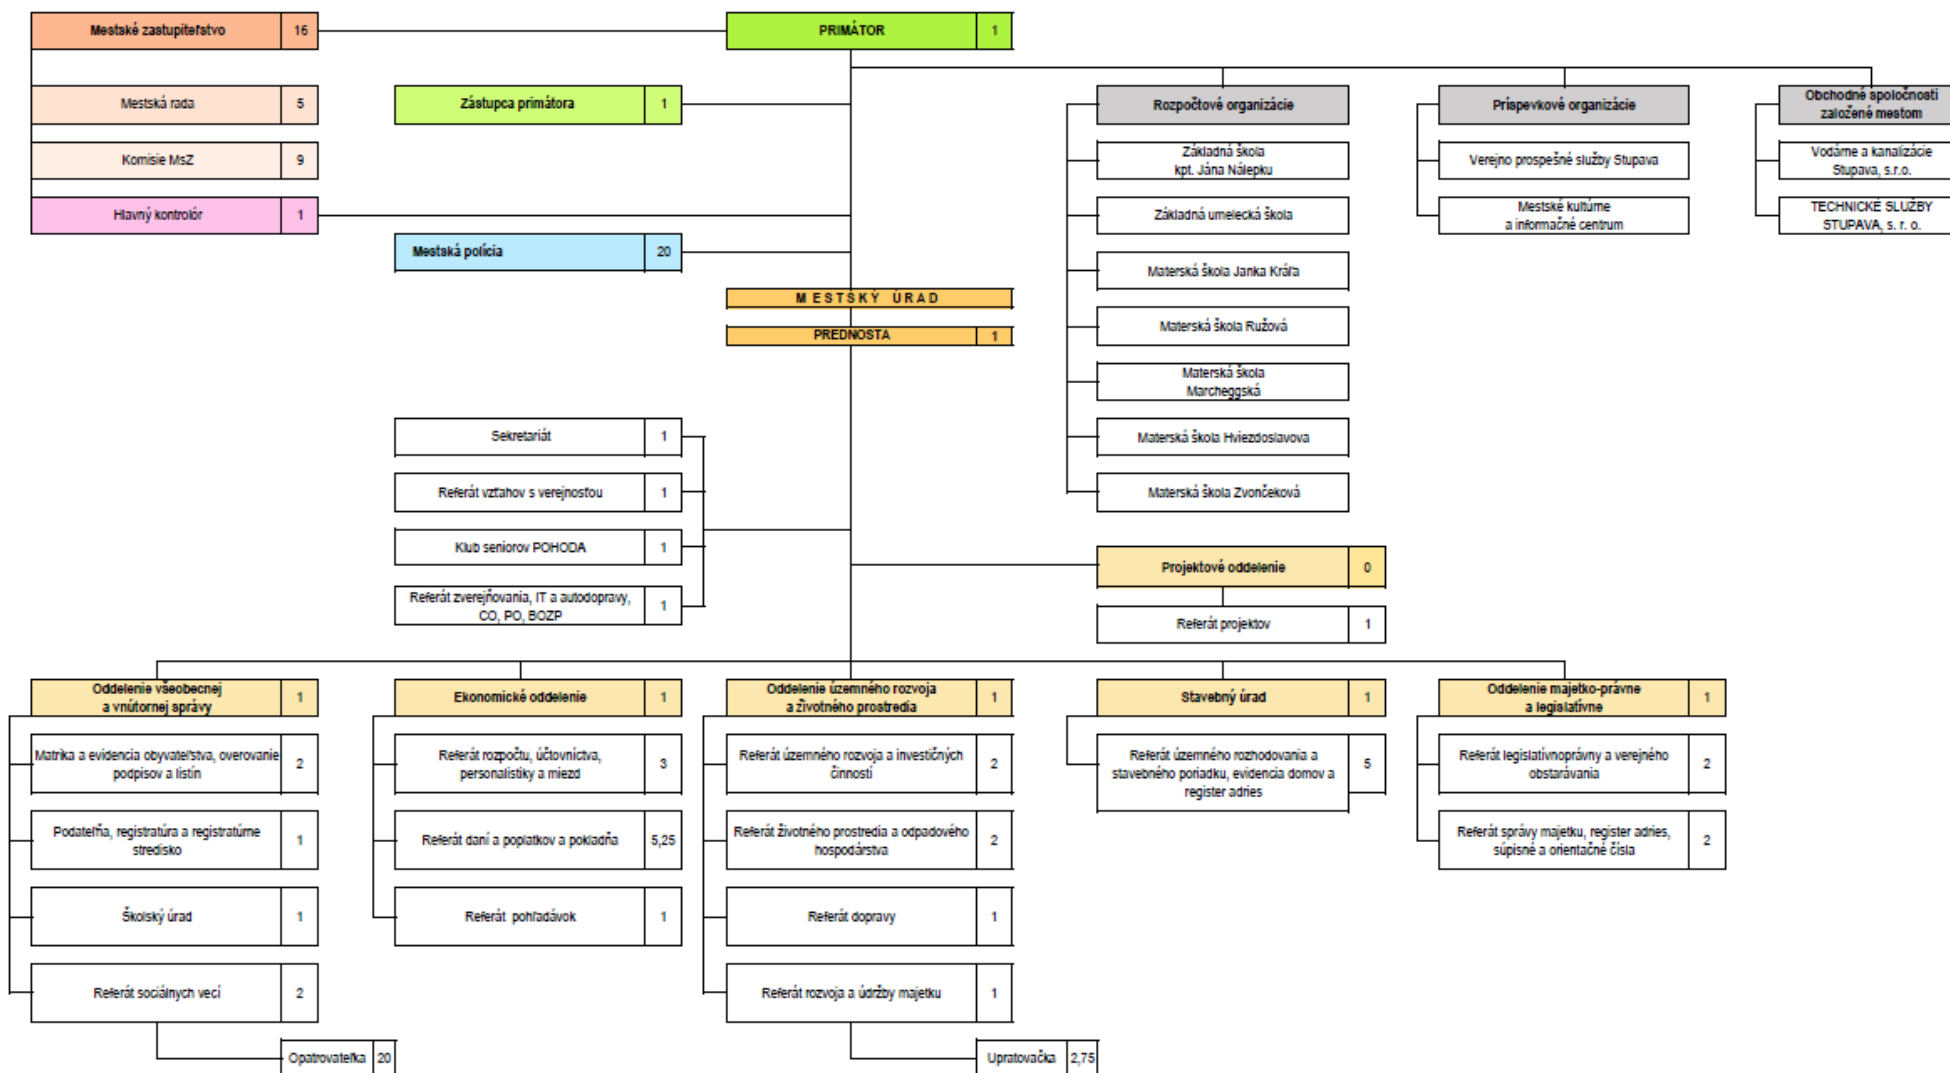 Mestské zastupiteľstvo 16
PRIMÁTOR 1
Mestská rada 5
Zástupca primátora 1
Rozpočtové organizácie
Príspevkové organizácie
Obchodné spoločnosti
založené mestom
Komisie MsZ 9
Základná škola
kpt. Jána Nálepku
Verejno prospešné služby Stupava
Vodárne a kanalizácie
Stupava, s.r.o.
Hlavný kontrolór 1
Základná umelecká škola
Mestské kultúrne
a informačné centrum
TECHNICKÉ SLUŽBY
STUPAVA, s. r. o.
Mestská polícia 20
Materská škola Janka Kráľa
MESTSKÝ ÚRAD
Materská škola Ružová
PREDNOSTA 1
Materská škola
Marcheggská
Sekretariát 1
Materská škola Hviezdoslavova
Referát vzťahov s verejnosťou 1
Materská škola Zvončeková
Klub seniorov POHODA 1
Projektové oddelenie 0
Referát zverejňovania, IT a autodopravy,
CO, PO, BOZP 1
Referát projektov 1
Oddelenie všeobecnej
a vnútornej správy 1
Ekonomické oddelenie 1
Oddelenie územného rozvoja
a životného prostredia 1
Stavebný úrad 1
Oddelenie majetko-právne
a legislatívne 1
Matrika a evidencia obyvateľstva, overovanie
podpisov a listín 2
Referát rozpočtu, účtovníctva,
personalistiky a miezd 3
Referát územného rozvoja a investičných
činností 2
Referát územného rozhodovania a
stavebného poriadku, evidencia domov a
register adries 5
Referát legislatívnoprávny a verejného
obstarávania 2
Podateľňa, registratúra a registratúrne
stredisko 1
Referát daní a poplatkov a pokladňa 5,25
Referát životného prostredia a odpadového
hospodárstva 2
Referát správy majetku, register adries,
súpisné a orientačné čísla 2
Školský úrad 1
Referát pohľadávok 1
Referát dopravy 1
Referát sociálnych vecí 2
Referát rozvoja a údržby majetku 1
Opatrovateľka 20
Upratovačka 2,75